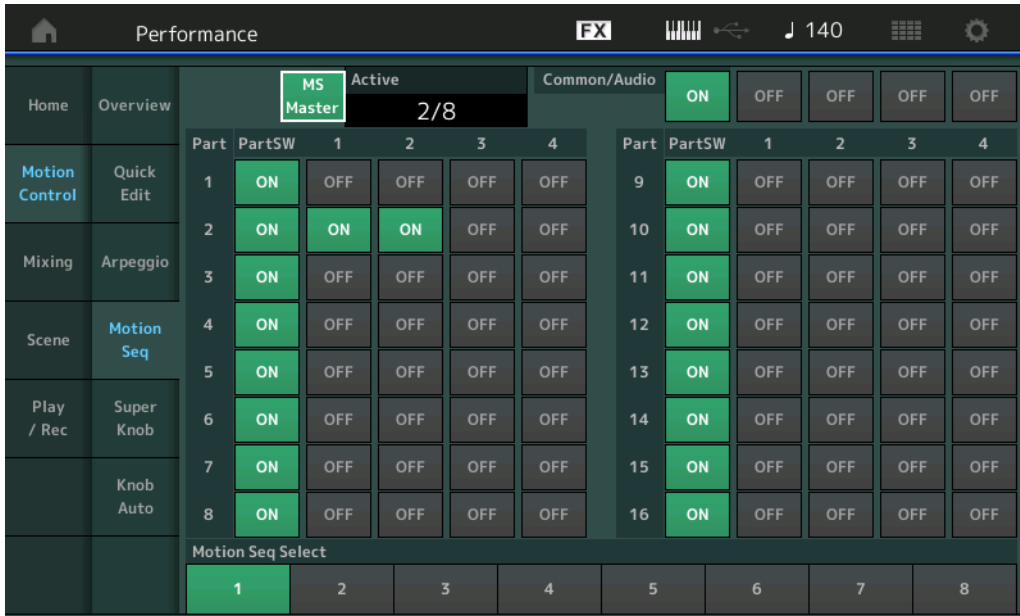 Performance FX 140
MS Master Active 2/8 Common/Audio ON OFF OFF OFF OFF
Home Overview
Motion Control Quick Edit
Mixing Arpeggio
Scene Motion Seq
Play / Rec Super Knob
Knob Auto
Part PartSW 1 2 3 4 Part PartSW 1 2 3 4
1 ON OFF OFF OFF OFF 9 ON OFF OFF OFF OFF
2 ON ON ON OFF OFF 10 ON OFF OFF OFF OFF
3 ON OFF OFF OFF OFF 11 ON OFF OFF OFF OFF
4 ON OFF OFF OFF OFF 12 ON OFF OFF OFF OFF
5 ON OFF OFF OFF OFF 13 ON OFF OFF OFF OFF
6 ON OFF OFF OFF OFF 14 ON OFF OFF OFF OFF
7 ON OFF OFF OFF OFF 15 ON OFF OFF OFF OFF
8 ON OFF OFF OFF OFF 16 ON OFF OFF OFF OFF
Motion Seq Select
1 2 3 4 5 6 7 8